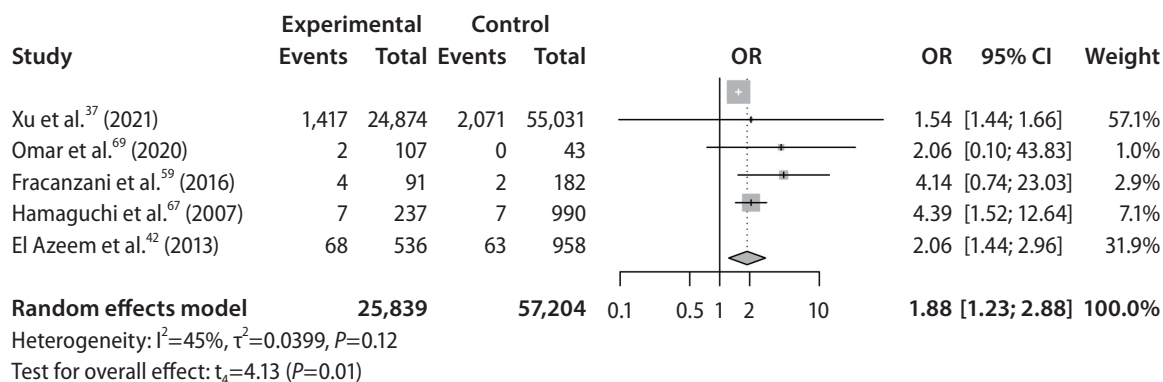 Experimental Control
Study Events Total Events Total OR OR 95% CI Weight
Xu et al.37 (2021) 1,417 24,874 2,071 55,031 1.54 [1.44; 1.66] 57.1%
Omar et al.69 (2020) 2 107 0 43 2.06 [0.10; 43.83] 1.0%
Fracanzani et al.59 (2016) 4 91 2 182 4.14 [0.74; 23.03] 2.9%
Hamaguchi et al.67 (2007) 7 237 7 990 4.39 [1.52; 12.64] 7.1%
El Azeem et al.42 (2013) 68 536 63 958 2.06 [1.44; 2.96] 31.9%
Random effects model 25,839 57,204 0.1 0.5 1 2 10 1.88 [1.23; 2.88] 100.0%
Heterogeneity: I2=45%, τ2=0.0399, P=0.12
Test for overall effect: t4=4.13 (P=0.01)